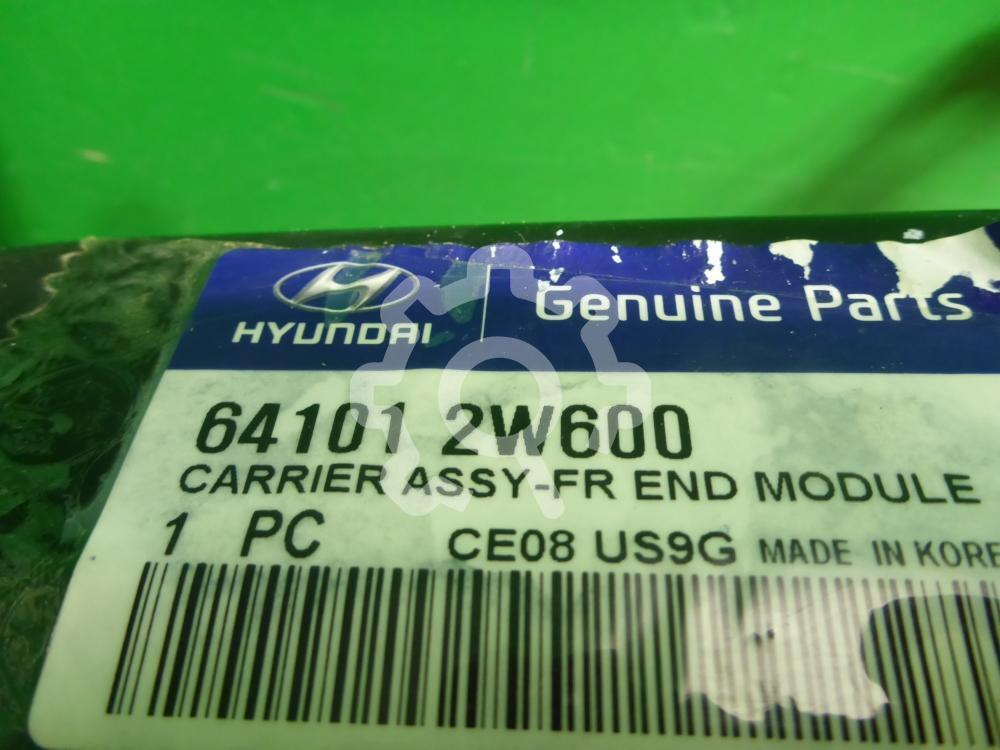 HYUNDAI
Genuine Parts
64101 2W600
CARRIER ASSY-FR END MODULE
1 PC CE08 US9G MADE IN KORE